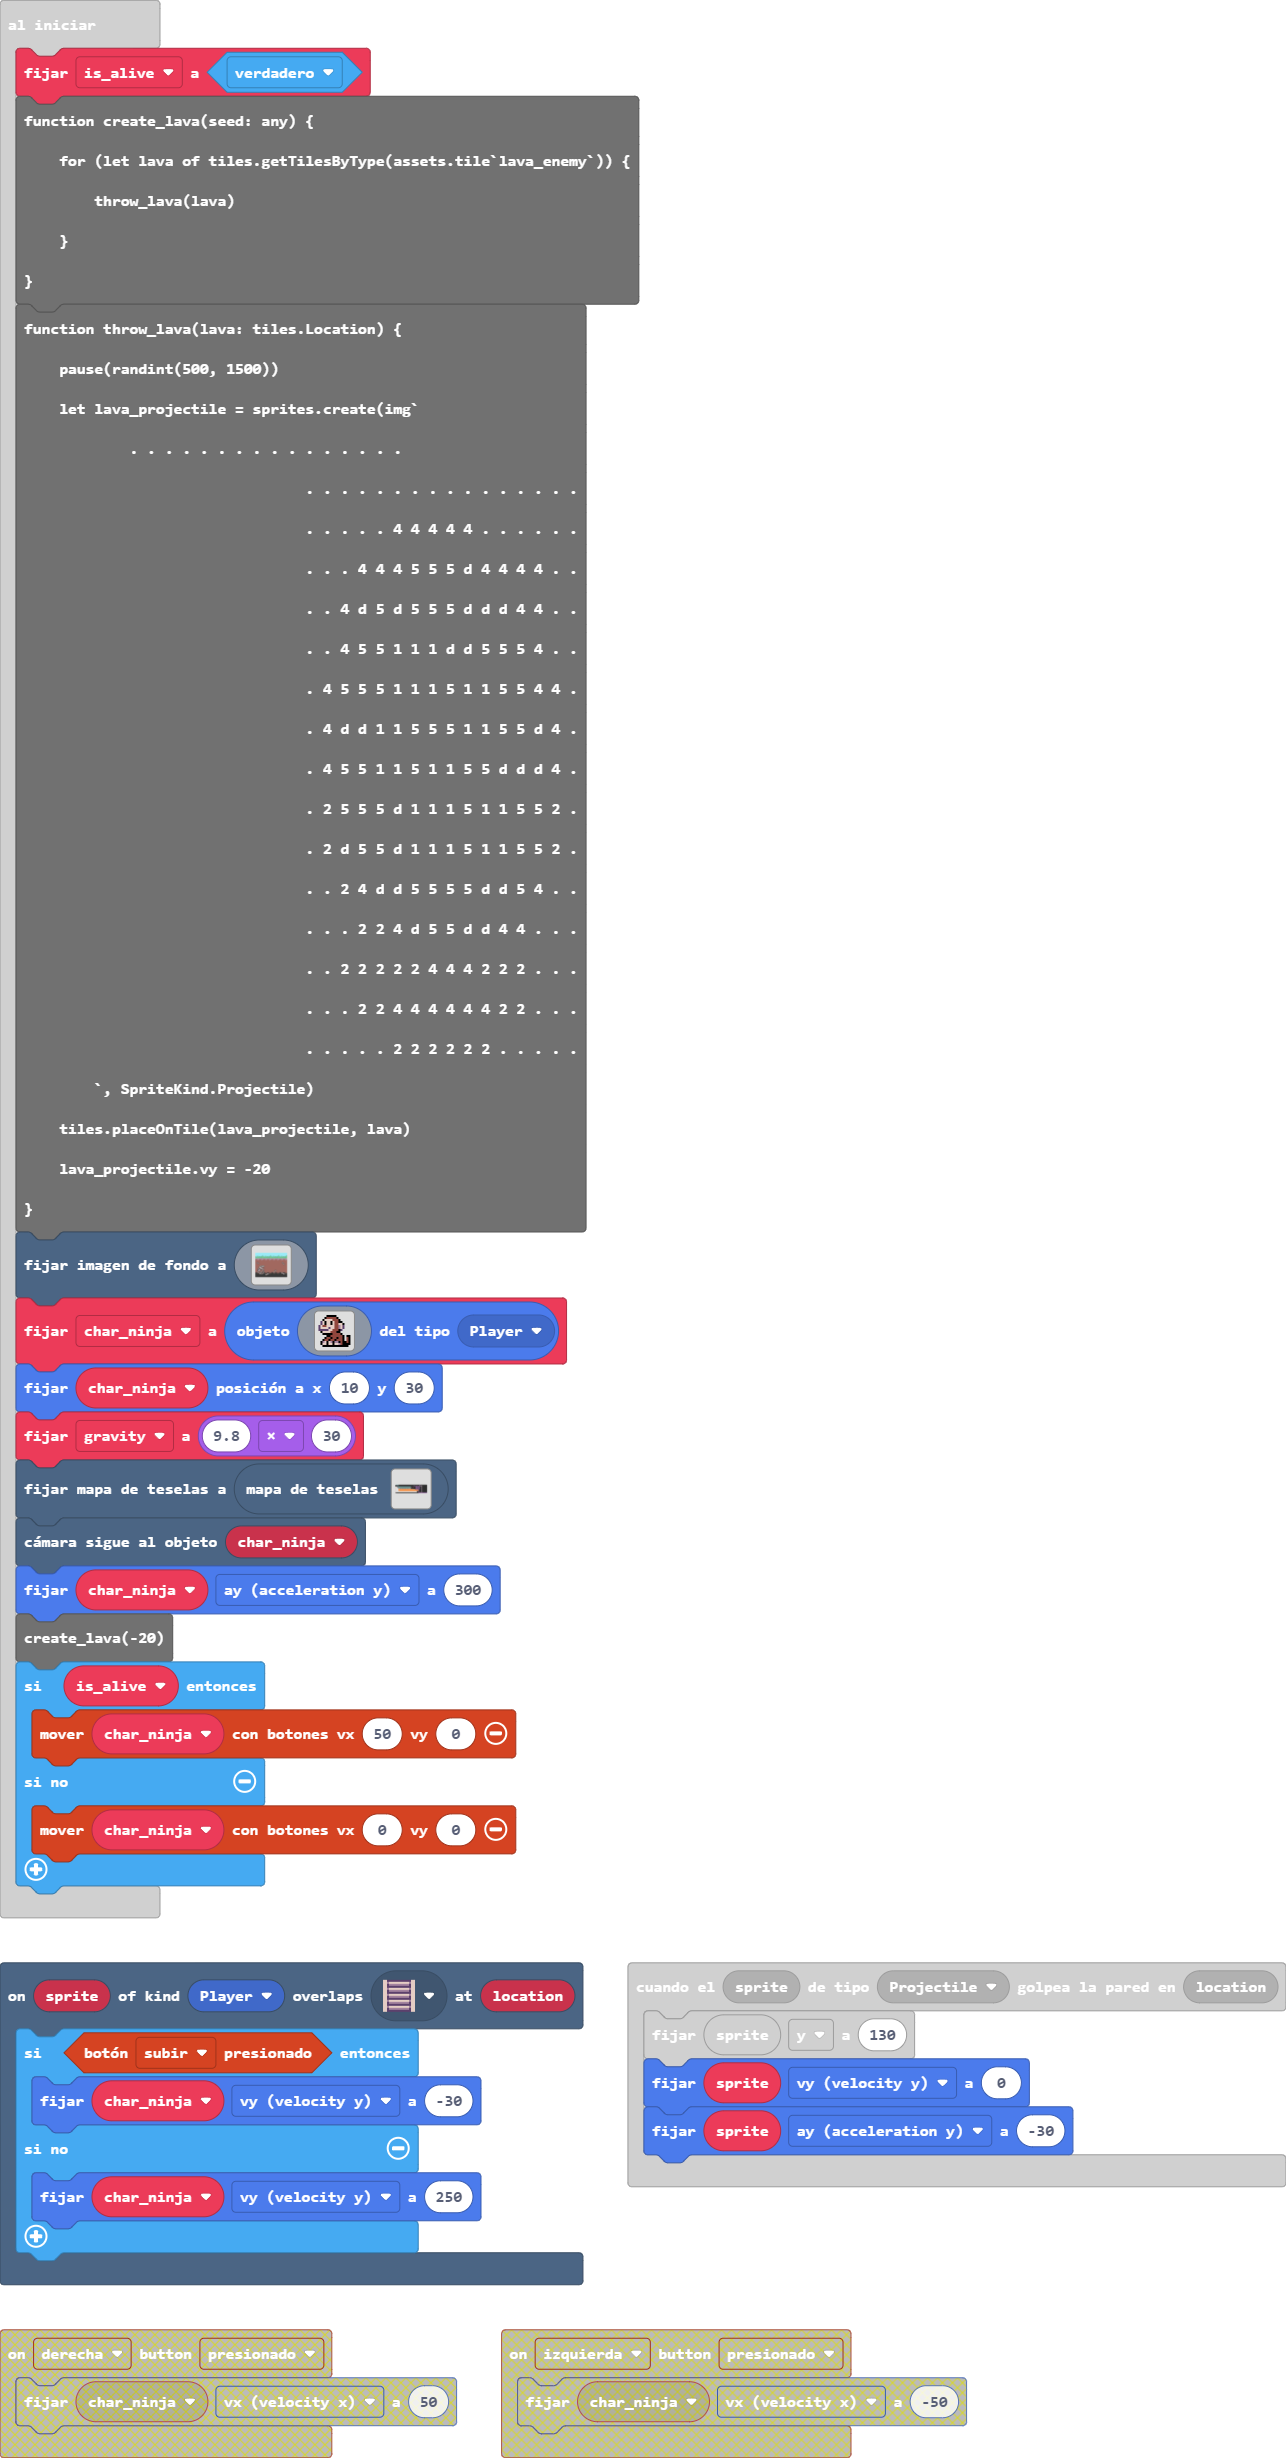 al iniciar
fijar is_alive a verdadero
function create_lava(seed: any) {
for (let lava of tiles.getTilesByType(assets.tile`lava_enemy`)) {
throw_lava(lava)
}
}
function throw_lava(lava: tiles.Location) {
pause(randint(500, 1500))
let lava_projectile = sprites.create(img`
. . . . . . . . . . . . . . . .
. . . . . . . . . . . . . . . .
. . . . . 4 4 4 4 4 . . . . . .
. . . 4 4 4 5 5 5 d 4 4 4 4 . .
. . 4 d 5 d 5 5 5 d d d 4 4 . .
. . 4 5 5 1 1 1 d d 5 5 5 4 . .
. 4 5 5 5 1 1 1 5 1 1 5 5 4 4 .
. 4 d d 1 1 5 5 5 1 1 5 5 d 4 .
. 4 5 5 1 1 5 1 1 5 5 d d d 4 .
. 2 5 5 5 d 1 1 1 5 1 1 5 5 2 .
. 2 d 5 5 d 1 1 1 5 1 1 5 5 2 .
. . 2 4 d d 5 5 5 5 d d 5 4 . .
. . . 2 2 4 d 5 5 d d 4 4 . . .
. . 2 2 2 2 2 4 4 4 2 2 2 . . .
. . . 2 2 4 4 4 4 4 4 2 2 . . .
. . . . . 2 2 2 2 2 2 . . . . .
`, SpriteKind.Projectile)
tiles.placeOnTile(lava_projectile, lava)
lava_projectile.vy = -20
}
fijar imagen de fondo a
fijar char_ninja a objeto del tipo Player
fijar char_ninja posición a x 10 y 30
fijar gravity a 9.8 × 30
fijar mapa de teselas a mapa de teselas
cámara sigue al objeto char_ninja
fijar char_ninja ay (acceleration y) a 300
create_lava(-20)
si is_alive entonces
mover char_ninja con botones vx 50 vy 0
si no
mover char_ninja con botones vx 0 vy 0
on sprite of kind Player overlaps at location
si botón subir presionado entonces
fijar char_ninja vy (velocity y) a -30
si no
fijar char_ninja vy (velocity y) a 250
cuando el sprite de tipo Projectile golpea la pared en location
fijar sprite y a 130
fijar sprite vy (velocity y) a 0
fijar sprite ay (acceleration y) a -30
on derecha button presionado
fijar char_ninja vx (velocity x) a 50
on izquierda button presionado
fijar char_ninja vx (velocity x) a -50